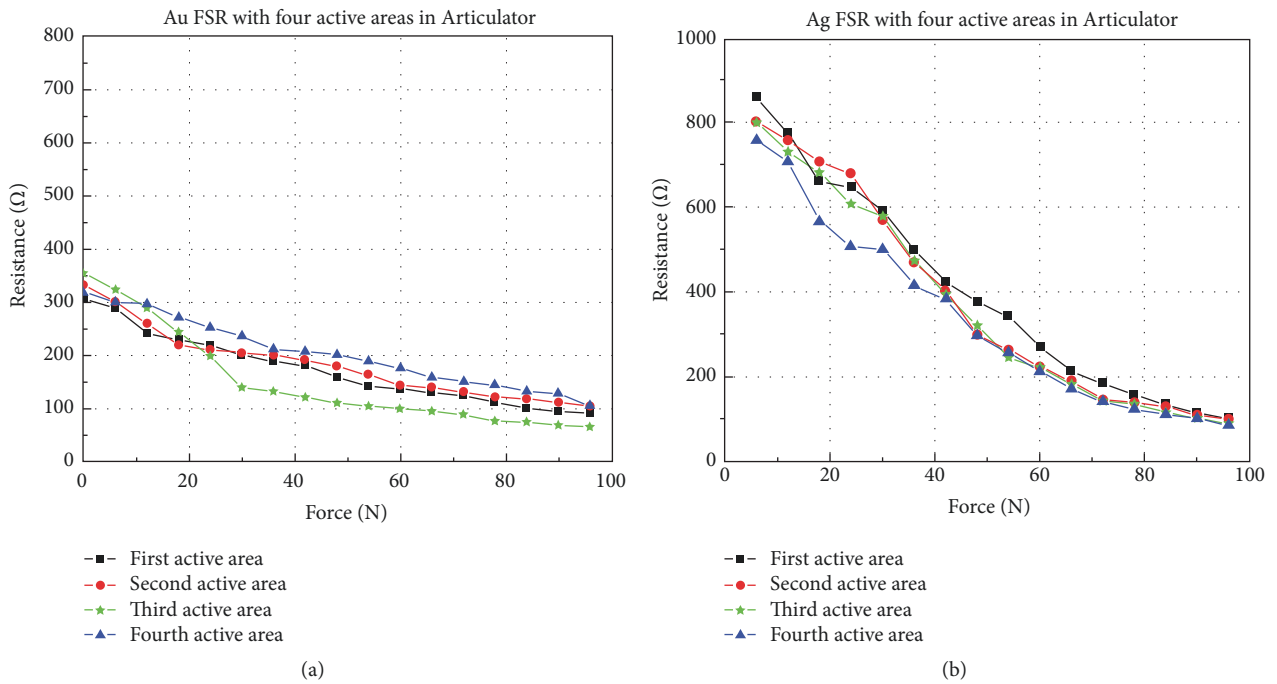 Au FSR with four active areas in Articulator
800
700
600
500
400
300
200
100
0
Resistance (Ω)
0 20 40 60 80 100
Force (N)
First active area
Second active area
Third active area
Fourth active area
(a)
Ag FSR with four active areas in Articulator
1000
800
600
400
200
0
Resistance (Ω)
0 20 40 60 80 100
Force (N)
First active area
Second active area
Third active area
Fourth active area
(b)